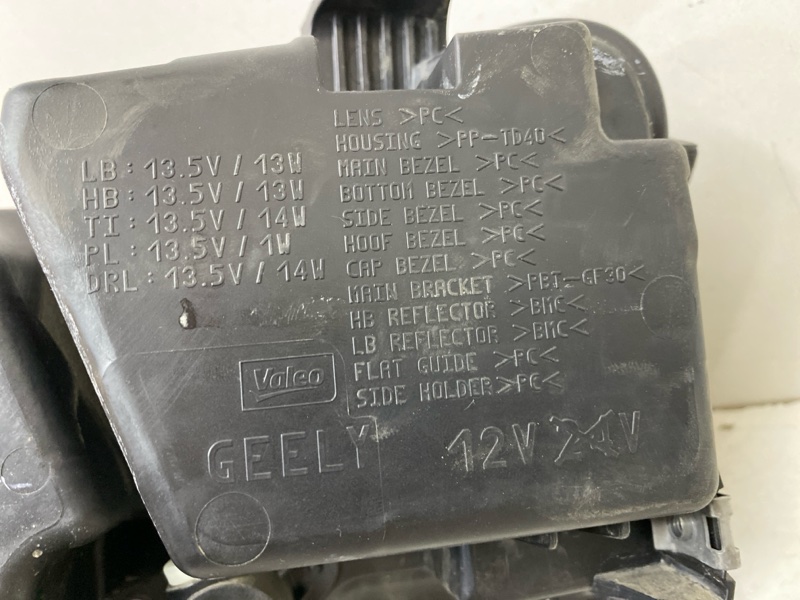 LB: 13.5V / 13W
HB: 13.5V / 13W
TI: 13.5V / 14W
PL: 13.5V / 1W
DRL: 13.5V / 14W
LENS >PC<
HOUSING >PP-TD40<
MAIN BEZEL >PC<
BOTTOM BEZEL >PC<
SIDE BEZEL >PC<
HOOF BEZEL >PC<
CAP BEZEL >PC<
MAIN BRACKET >PBT-GF30<
HB REFLECTOR >BMC<
LB REFLECTOR >BMC<
FLAT GUIDE >PC<
SIDE HOLDER >PC<
Valeo
GEELY 12V 24V